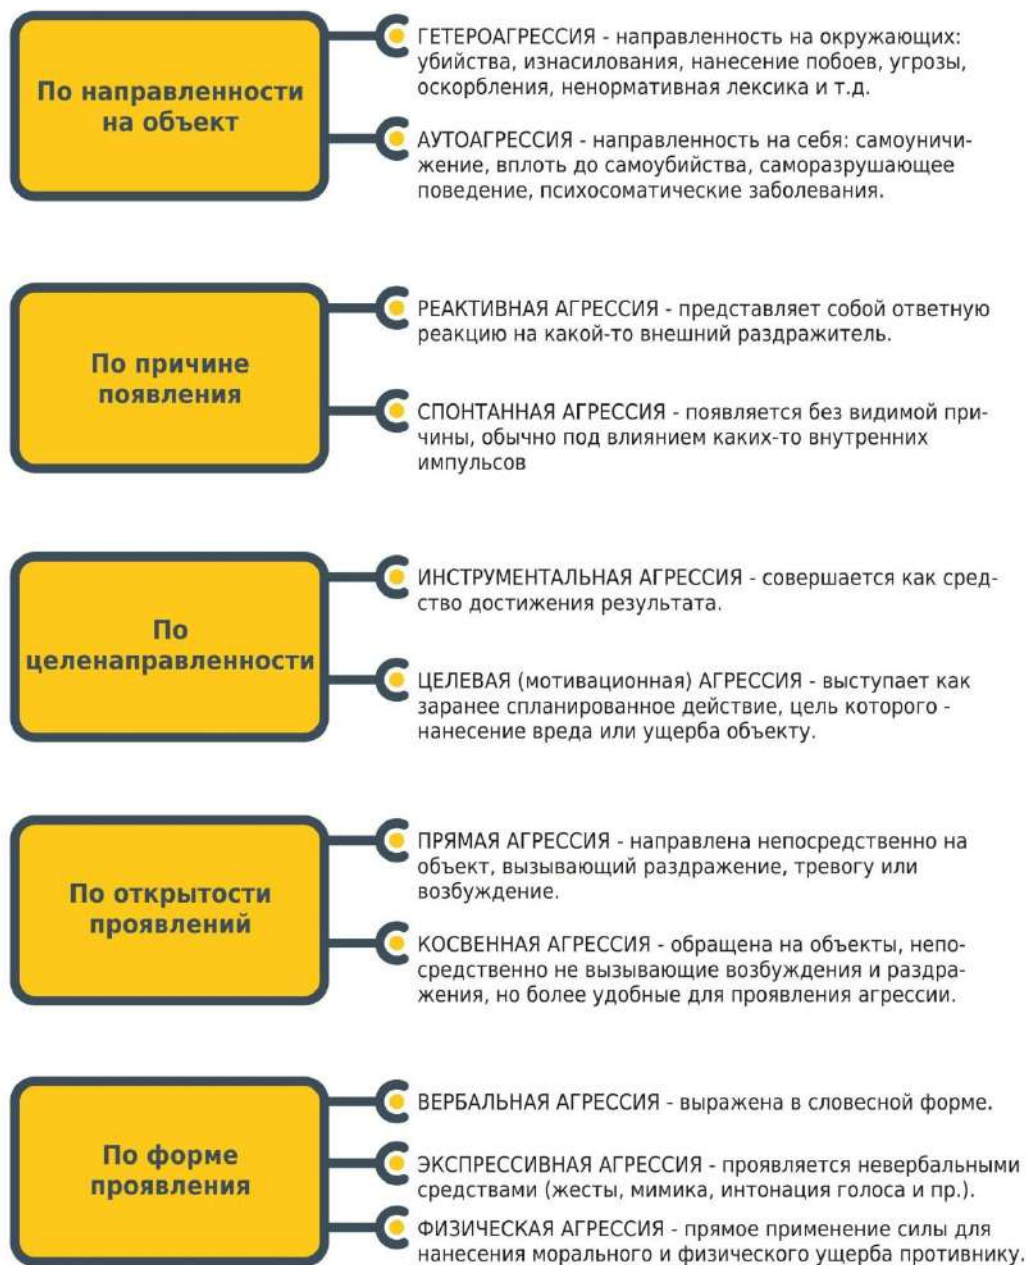 По направленности
на объект
ГЕТЕРОАГРЕССИЯ - направленность на окружающих:
убийства, изнасилования, нанесение побоев, угрозы,
оскорбления, ненормативная лексика и т.д.
АУТОАГРЕССИЯ - направленность на себя: самоуничи-
жение, вплоть до самоубийства, саморазрушающее
поведение, психосоматические заболевания.
По причине
появления
РЕАКТИВНАЯ АГРЕССИЯ - представляет собой ответную
реакцию на какой-то внешний раздражитель.
СПОНТАННАЯ АГРЕССИЯ - появляется без видимой при-
чины, обычно под влиянием каких-то внутренних
импульсов
По
целенаправленности
ИНСТРУМЕНТАЛЬНАЯ АГРЕССИЯ - совершается как сред-
ство достижения результата.
ЦЕЛЕВАЯ (мотивационная) АГРЕССИЯ - выступает как
заранее спланированное действие, цель которого -
нанесение вреда или ущерба объекту.
По открытости
проявлений
ПРЯМАЯ АГРЕССИЯ - направлена непосредственно на
объект, вызывающий раздражение, тревогу или
возбуждение.
КОСВЕННАЯ АГРЕССИЯ - обращена на объекты, непо-
средственно не вызывающие возбуждения и раздра-
жения, но более удобные для проявления агрессии.
По форме
проявления
ВЕРБАЛЬНАЯ АГРЕССИЯ - выражена в словесной форме.
ЭКСПРЕССИВНАЯ АГРЕССИЯ - проявляется невербальными
средствами (жесты, мимика, интонация голоса и пр.).
ФИЗИЧЕСКАЯ АГРЕССИЯ - прямое применение силы для
нанесения морального и физического ущерба противнику.